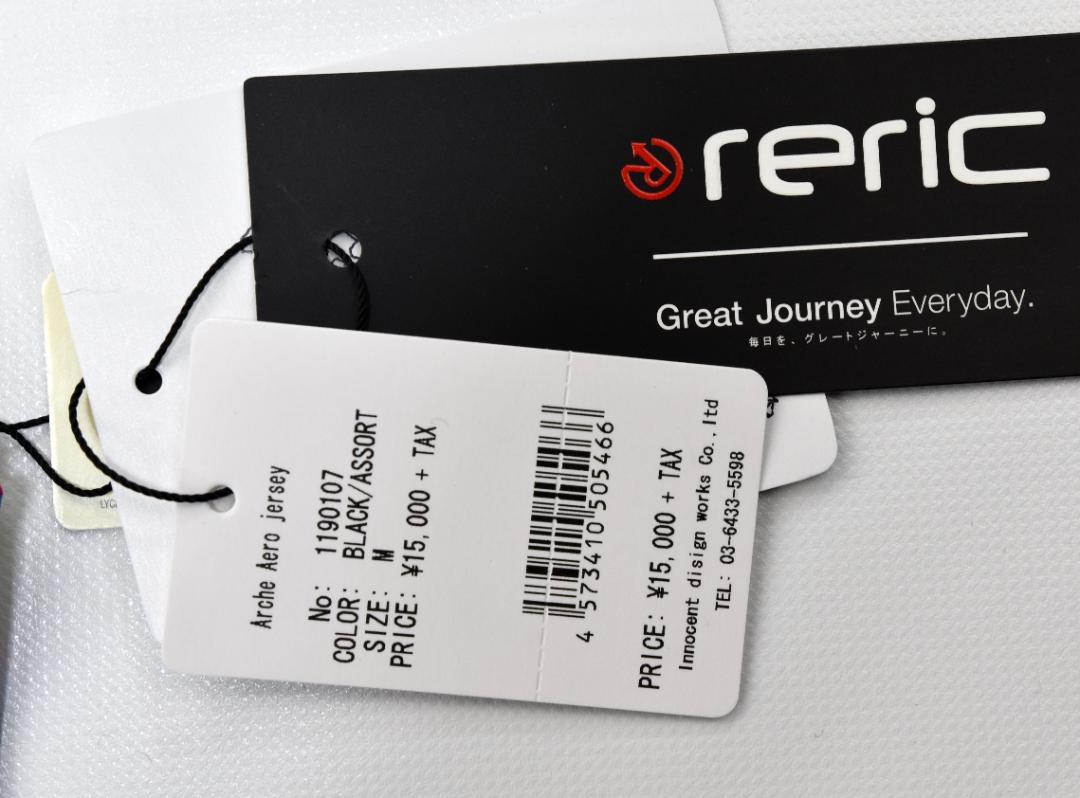 reric
Great Journey Everyday.
毎日を、グレートジャーニーに。
Arche Aero jersey
No: 1190107
COLOR: BLACK/ASSORT
SIZE: M
PRICE: ¥15,000 + TAX
4 573410 505466
PRICE: ¥15,000 + TAX
Innocent disign works Co., ltd
TEL: 03-6433-5598